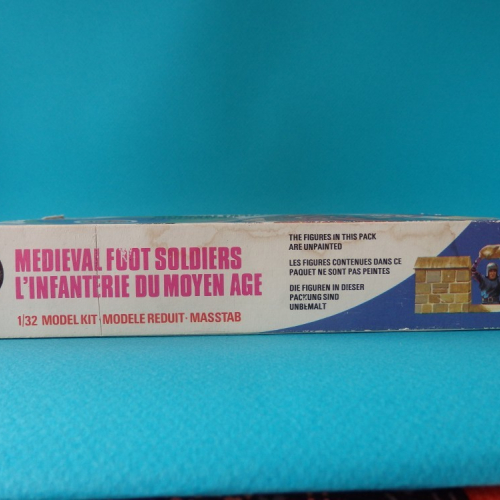 MEDIEVAL FOOT SOLDIERS
L'INFANTERIE DU MOYEN AGE
1/32 MODEL KIT · MODELE REDUIT · MASSTAB
THE FIGURES IN THIS PACK
ARE UNPAINTED
LES FIGURES CONTENUES DANS CE
PAQUET NE SONT PAS PEINTES
DIE FIGUREN IN DIESER
PACKUNG SIND
UNBEMALT